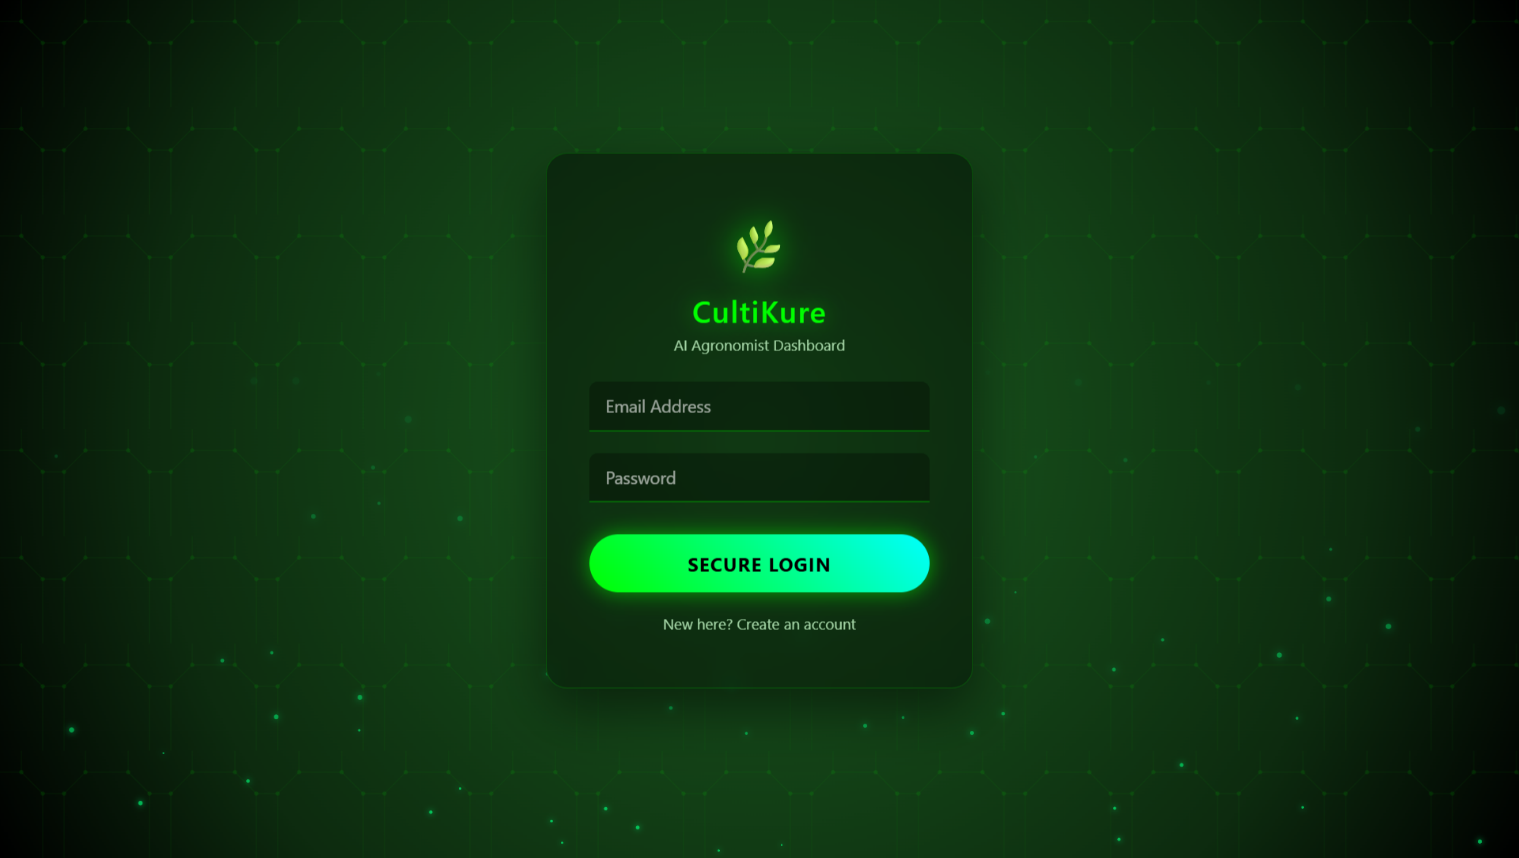 CultiKure
AI Agronomist Dashboard
Email Address
Password
SECURE LOGIN
New here? Create an account